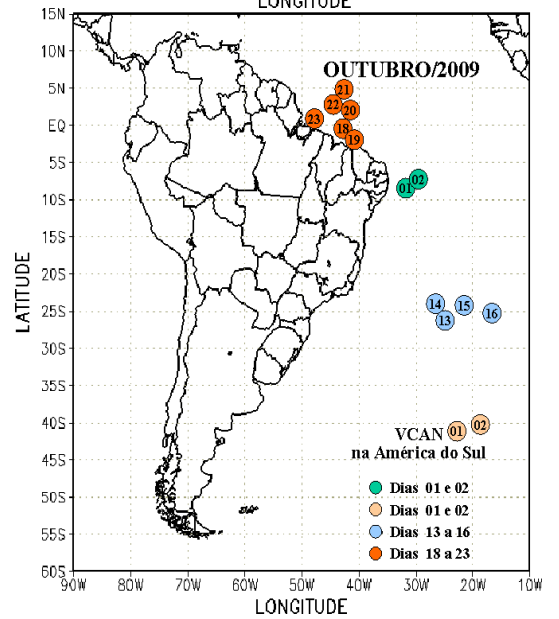 LONGITUDE
15N
10N
5N
EQ
5S
10S
15S
20S
25S
30S
35S
40S
45S
50S
55S
60S
LATITUDE
OUTUBRO/2009
21
22
20
23
18
19
02
01
14
15
13
16
01
02
VCAN
na América do Sul
Dias 01 e 02
Dias 01 e 02
Dias 13 a 16
Dias 18 a 23
90W 80W 70W 60W 50W 40W 30W 20W 10W
LONGITUDE